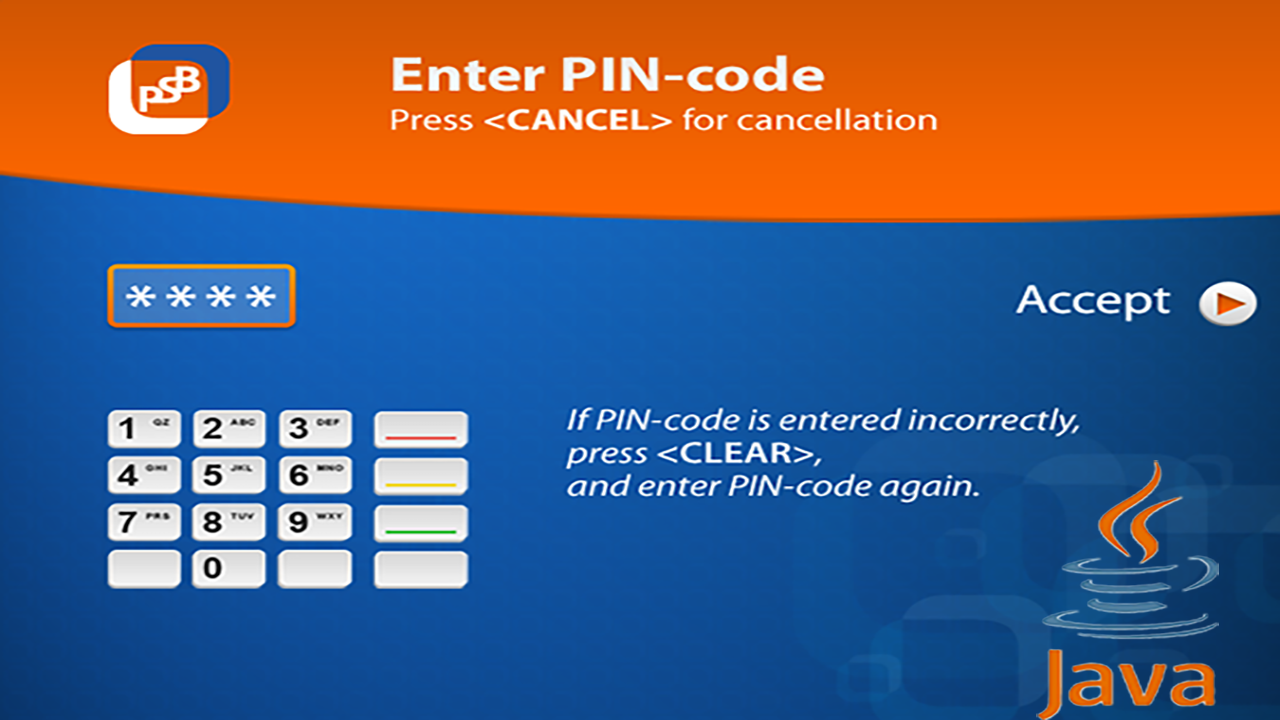 PSB
Enter PIN-code
Press <CANCEL> for cancellation
****
Accept
1 QZ 2 ABC 3 DEF
4 GHI 5 JKL 6 MNO
7 PRS 8 TUV 9 WXY
0
If PIN-code is entered incorrectly,
press <CLEAR>,
and enter PIN-code again.
Java